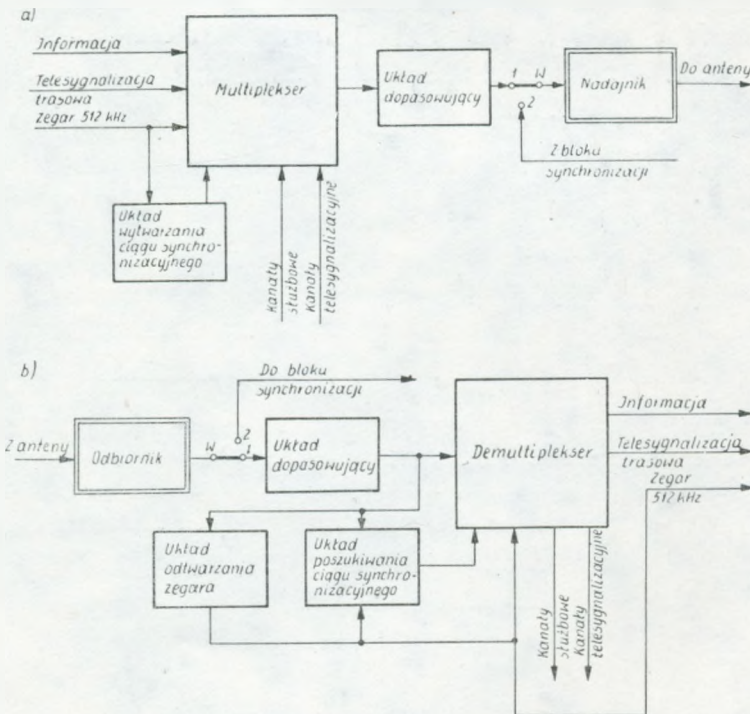 a)
Informacja
Telesygnalizacja
trasowa
Zegar 512 kHz
Multiplekser
Układ
dopasowujący
1
W
2
Nadajnik
Do anteny
Z bloku
synchronizacji
Układ
wytwarzania
ciągu synchro-
nizacyjnego
Kanały
służbowe
Kanały
telesygnalizacyjne
b)
Do bloku
synchronizacji
Z anteny
Odbiornik
W
2
1
Układ
dopasowujący
Demultiplekser
Informacja
Telesygnalizacja
trasowa
Zegar
512 kHz
Układ
odtwarzania
zegara
Układ
poszukiwania
ciągu synchro-
nizacyjnego
Kanały
służbowe
Kanały
telesygnalizacyjne